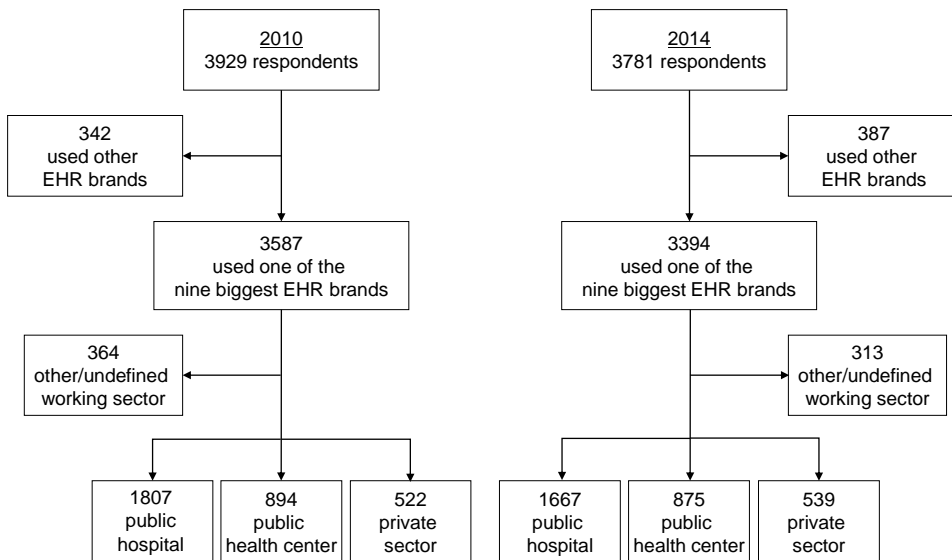 2010
3929 respondents
342
used other
EHR brands
3587
used one of the
nine biggest EHR brands
364
other/undefined
working sector
1807
public
hospital
894
public
health center
522
private
sector
2014
3781 respondents
387
used other
EHR brands
3394
used one of the
nine biggest EHR brands
313
other/undefined
working sector
1667
public
hospital
875
public
health center
539
private
sector